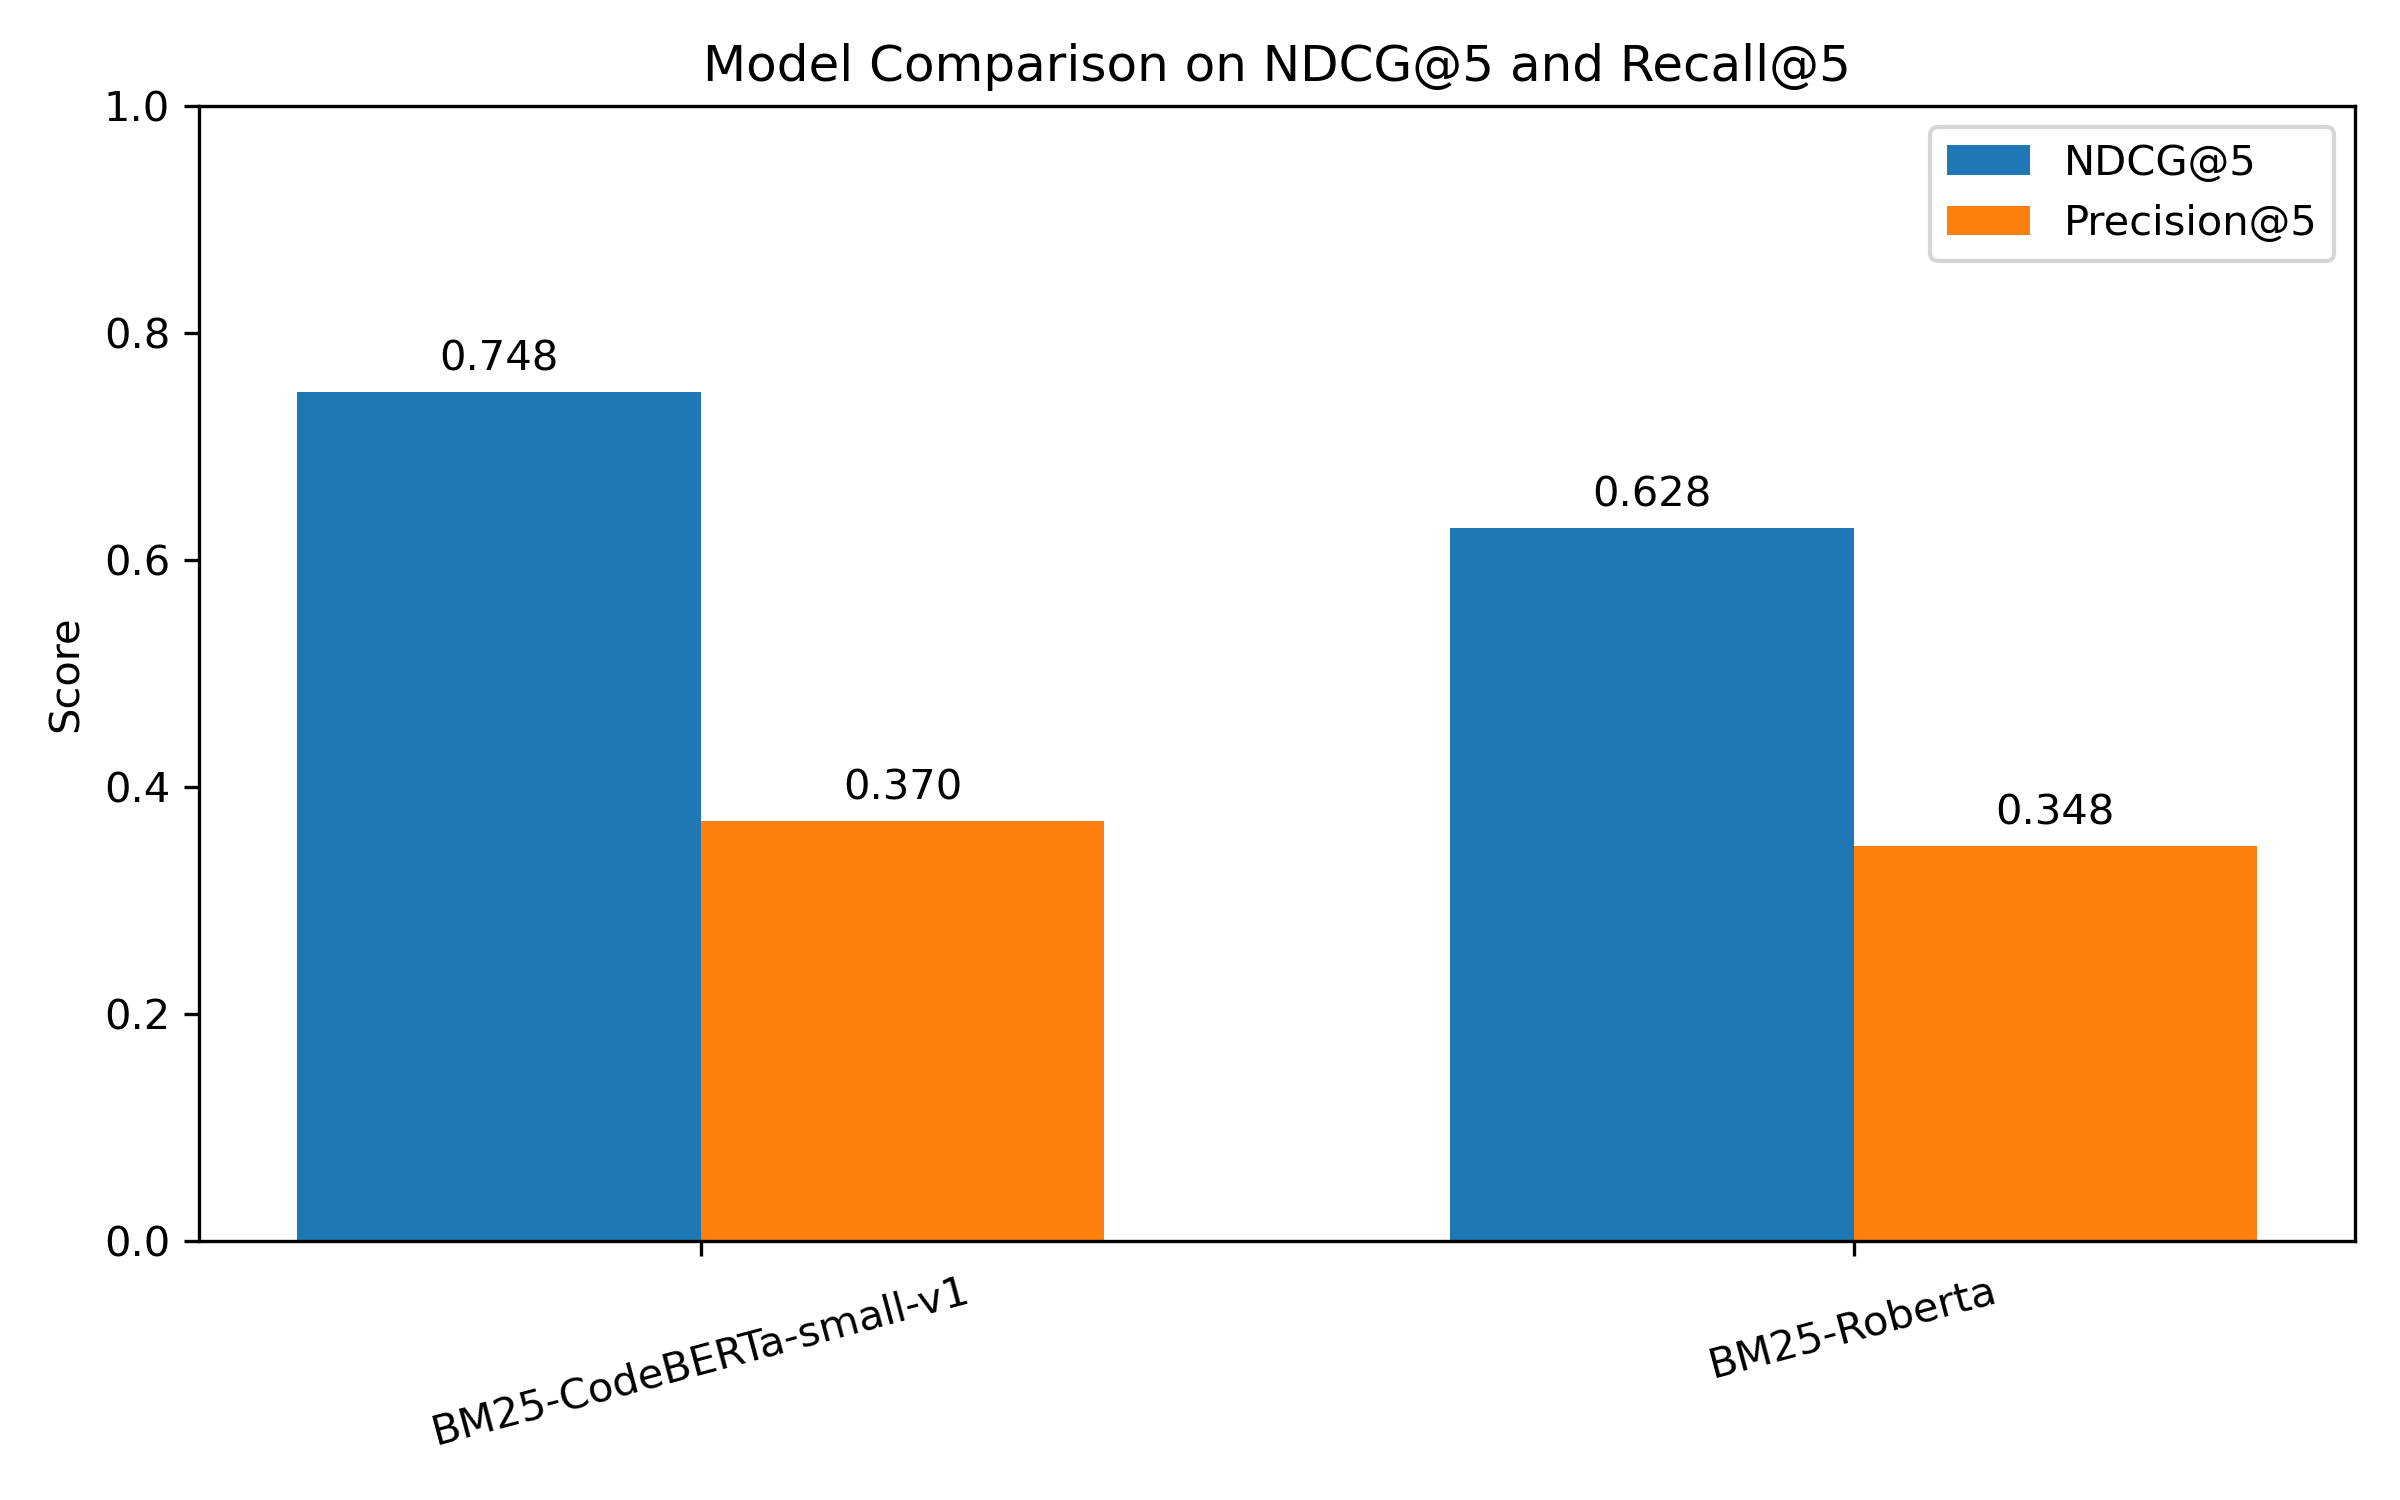 Model Comparison on NDCG@5 and Recall@5
NDCG@5
Precision@5
Score
1.0
0.8
0.6
0.4
0.2
0.0
0.748
0.370
0.628
0.348
BM25-CodeBERTa-small-v1
BM25-Roberta